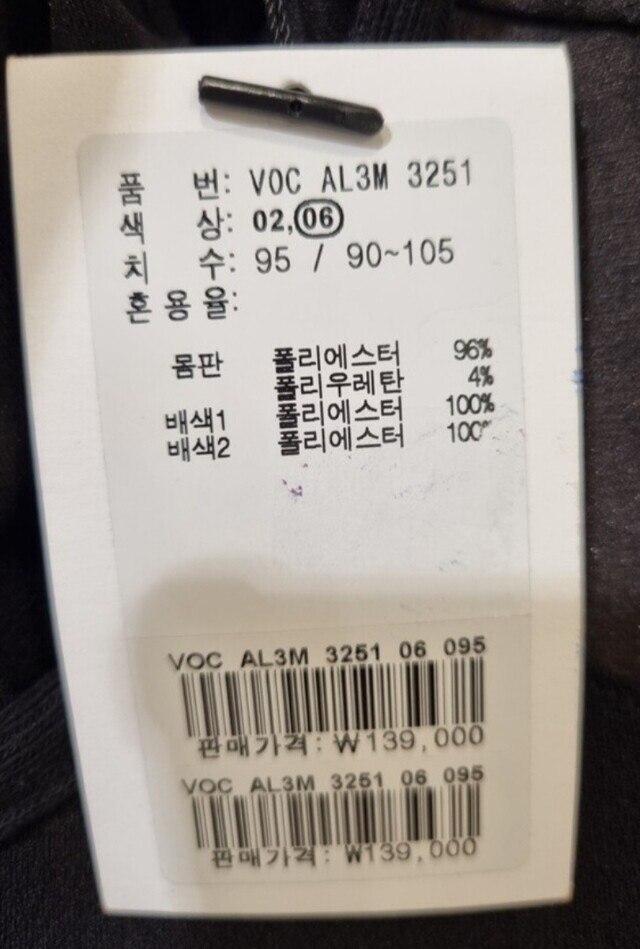 품 번: VOC AL3M 3251
색 상: 02,06
치 수: 95 / 90~105
혼 용 율:
몸판 폴리에스터 96%
폴리우레탄 4%
배색1 폴리에스터 100%
배색2 폴리에스터 100%
VOC AL3M 3251 06 095
판매가격: ₩139,000
VOC AL3M 3251 06 095
판매가격: ₩139,000